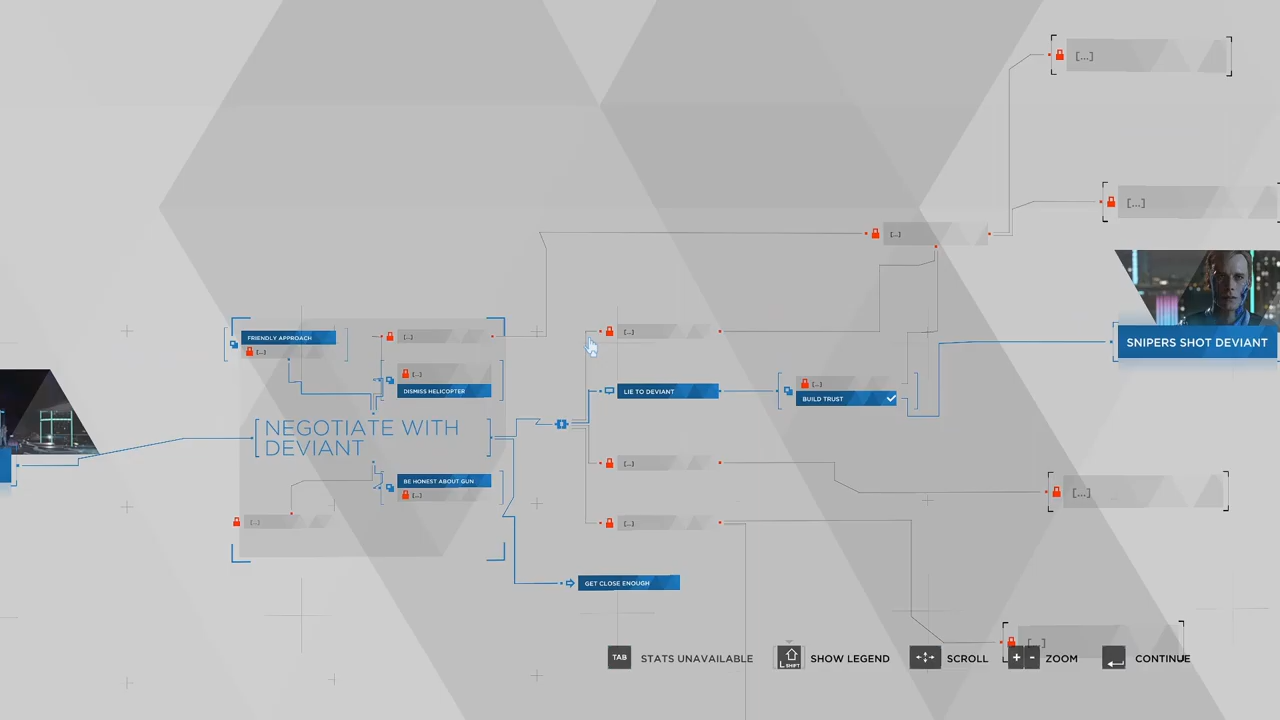 [...]
[...]
[...]
FRIENDLY APPROACH
[...]
[...]
[...]
DISMISS HELICOPTER
[...]
LIE TO DEVIANT
[...]
BUILD TRUST
SNIPERS SHOT DEVIANT
NEGOTIATE WITH
DEVIANT
[...]
BE HONEST ABOUT GUN
[...]
[...]
[...]
[...]
GET CLOSE ENOUGH
[...]
TAB STATS UNAVAILABLE
L SHIFT SHOW LEGEND
SCROLL
+ - ZOOM
CONTINUE